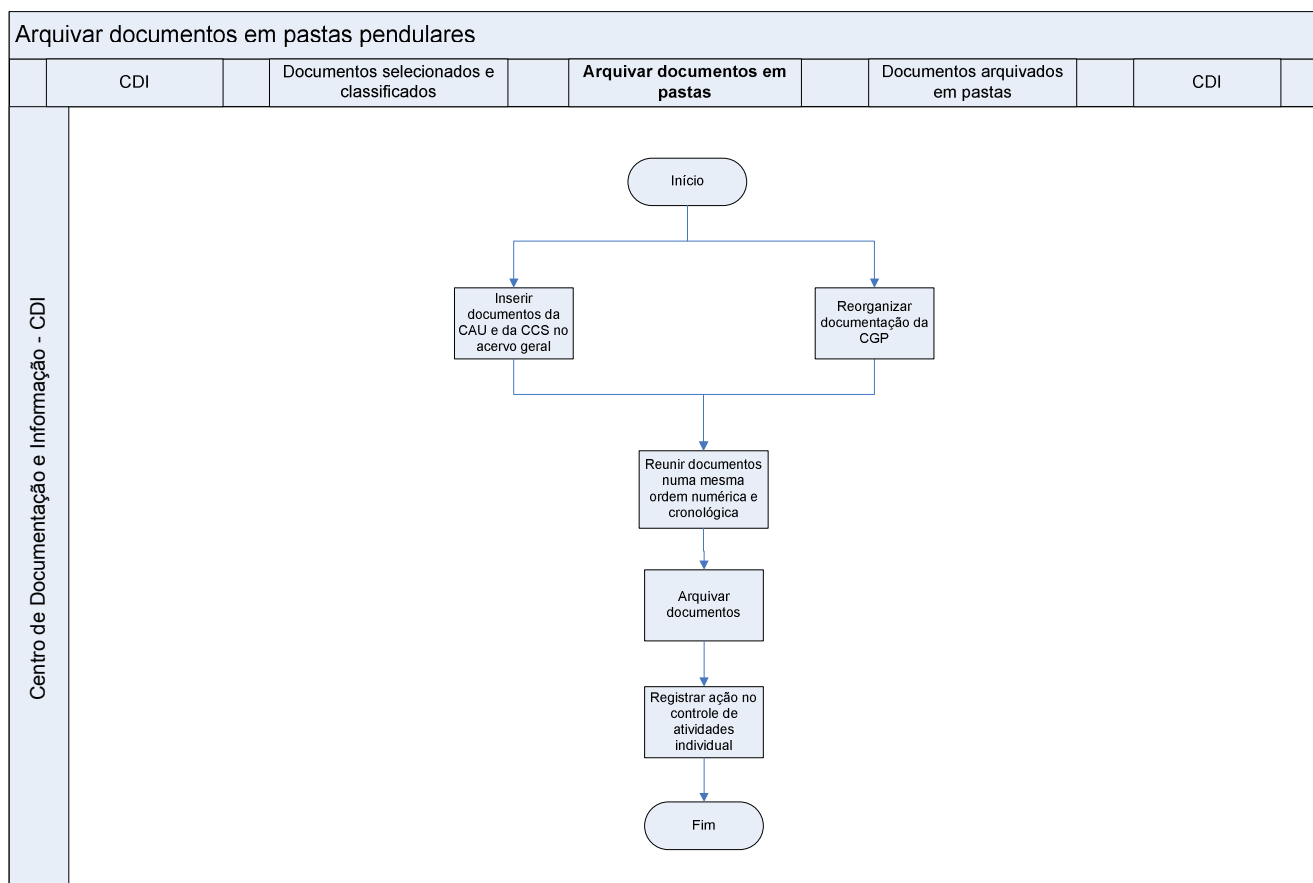 Arquivar documentos em pastas pendulares
CDI
Documentos selecionados e
classificados
Arquivar documentos em
pastas
Documentos arquivados
em pastas
CDI
Centro de Documentação e Informação - CDI
Início
Inserir
documentos da
CAU e da CCS no
acervo geral
Reorganizar
documentação da
CGP
Reunir documentos
numa mesma
ordem numérica e
cronológica
Arquivar
documentos
Registrar ação no
controle de
atividades
individual
Fim